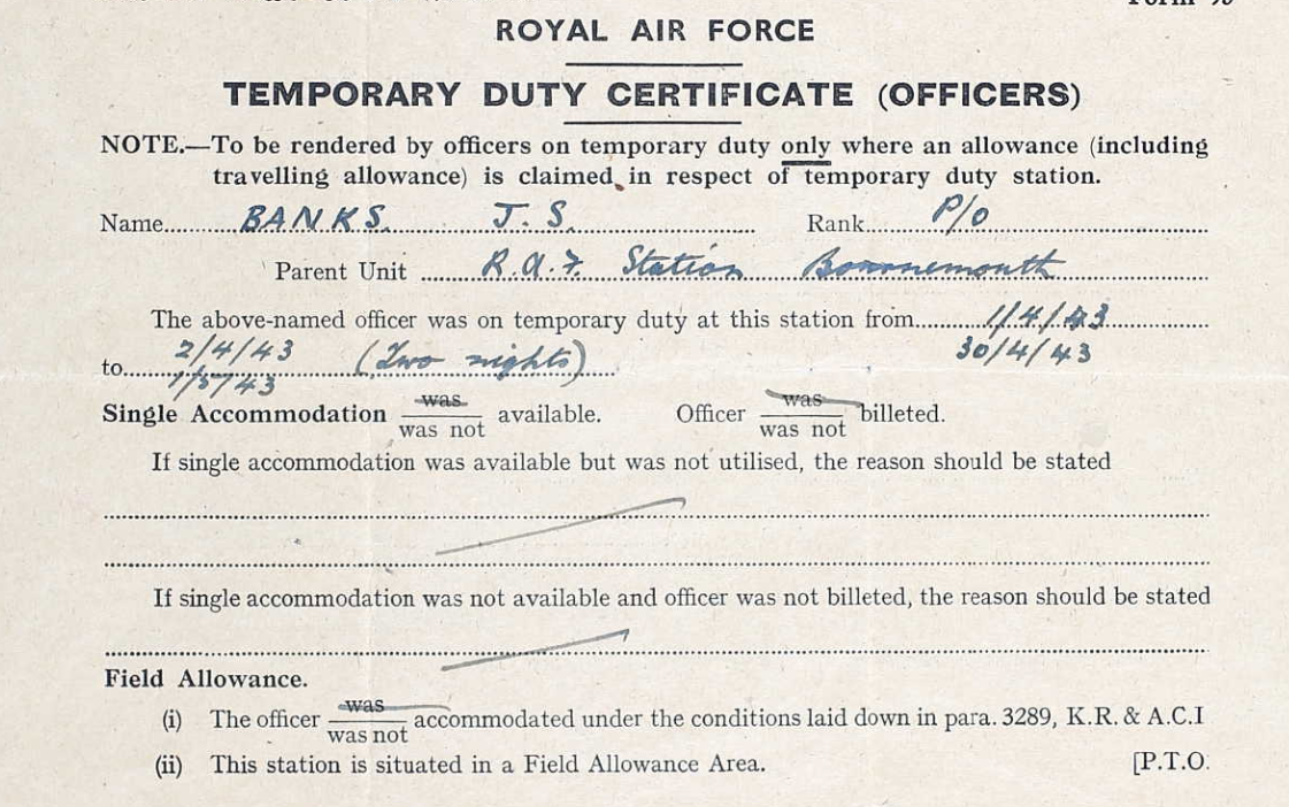 ROYAL AIR FORCE
TEMPORARY DUTY CERTIFICATE (OFFICERS)
NOTE.—To be rendered by officers on temporary duty only where an allowance (including
travelling allowance) is claimed in respect of temporary duty station.
Name BANKS. J. S. Rank P/O
Parent Unit R.A.F. Station Bournemouth
The above-named officer was on temporary duty at this station from 1/4/43
2/4/43 (Two nights) 30/4/43
to
1/5/43
Single Accommodation was / was not available. Officer was / was not billeted.
If single accommodation was available but was not utilised, the reason should be stated
If single accommodation was not available and officer was not billeted, the reason should be stated
Field Allowance.
(i) The officer was / was not accommodated under the conditions laid down in para. 3289, K.R. & A.C.I
(ii) This station is situated in a Field Allowance Area. [P.T.O.